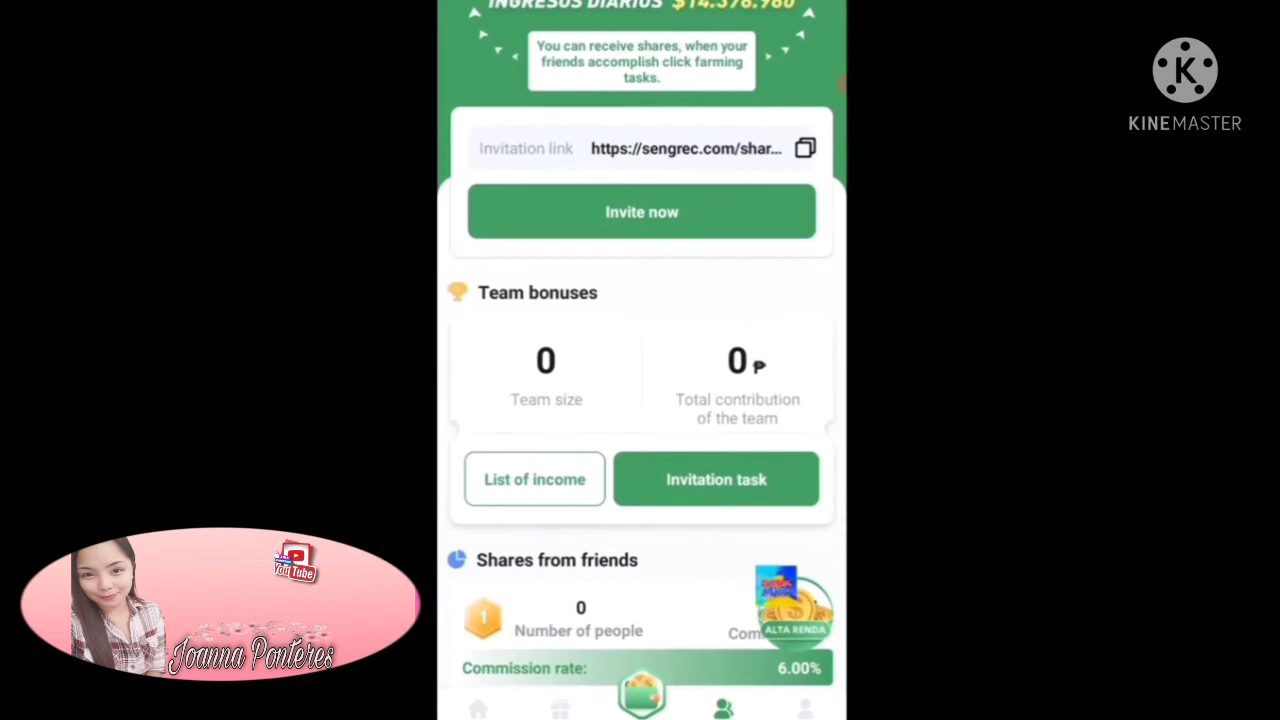 INGRESOS DIARIOS $14.376.980
You can receive shares, when your
friends accomplish click farming
tasks.
Invitation link https://sengrec.com/shar...
Invite now
KINEMASTER
Team bonuses
0
Team size
0 ₱
Total contribution
of the team
List of income
Invitation task
Shares from friends
1
0
Number of people
Com
ALTA RENDA
Commission rate: 6.00%
YouTube
Joanna Ponteres